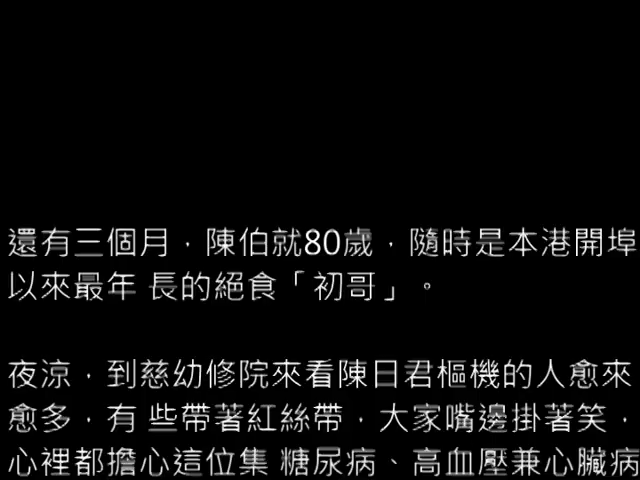 還有三個月，陳伯就80歲，隨時是本港開埠
以來最年 長的絕食「初哥」。
夜涼，到慈幼修院來看陳日君樞機的人愈來
愈多，有 些帶著紅絲帶，大家嘴邊掛著笑，
心裡都擔心這位集 糖尿病、高血壓兼心臟病